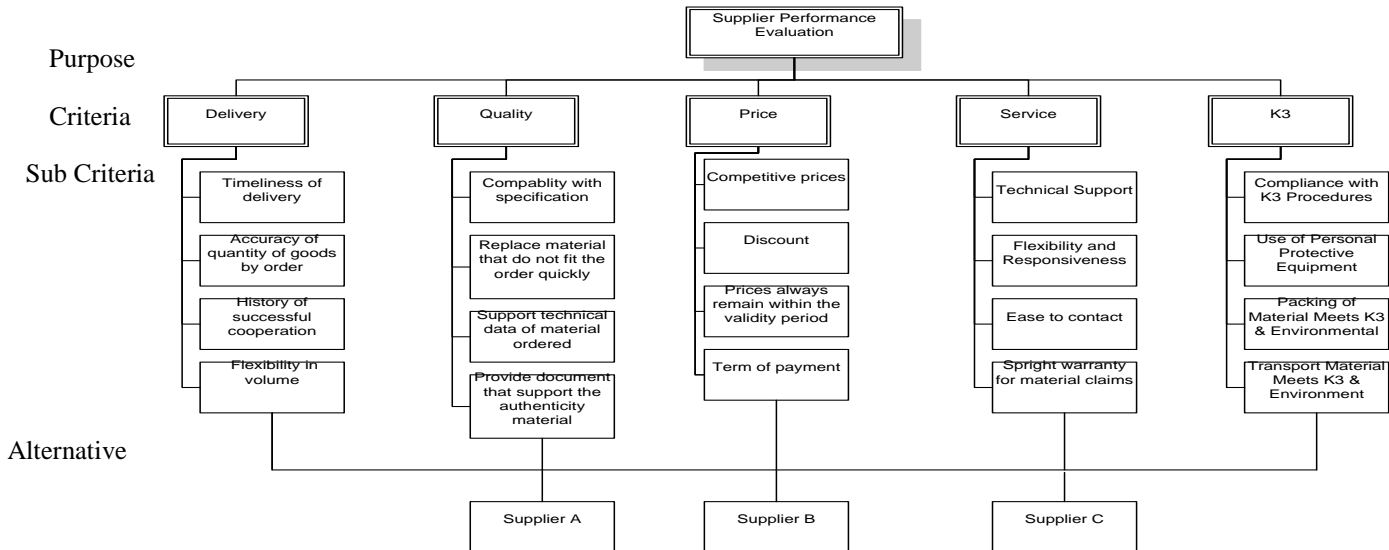 Supplier Performance
Evaluation
Purpose
Criteria
Delivery
Quality
Price
Service
K3
Sub Criteria
Timeliness of
delivery
Accuracy of
quantity of goods
by order
History of
successful
cooperation
Flexibility in
volume
Compablity with
specification
Replace material
that do not fit the
order quickly
Support technical
data of material
ordered
Provide document
that support the
authenticity
material
Competitive prices
Discount
Prices always
remain within the
validity period
Term of payment
Technical Support
Flexibility and
Responsiveness
Ease to contact
Spright warranty
for material claims
Compliance with
K3 Procedures
Use of Personal
Protective
Equipment
Packing of
Material Meets K3
& Environmental
Transport Material
Meets K3 &
Environment
Alternative
Supplier A
Supplier B
Supplier C